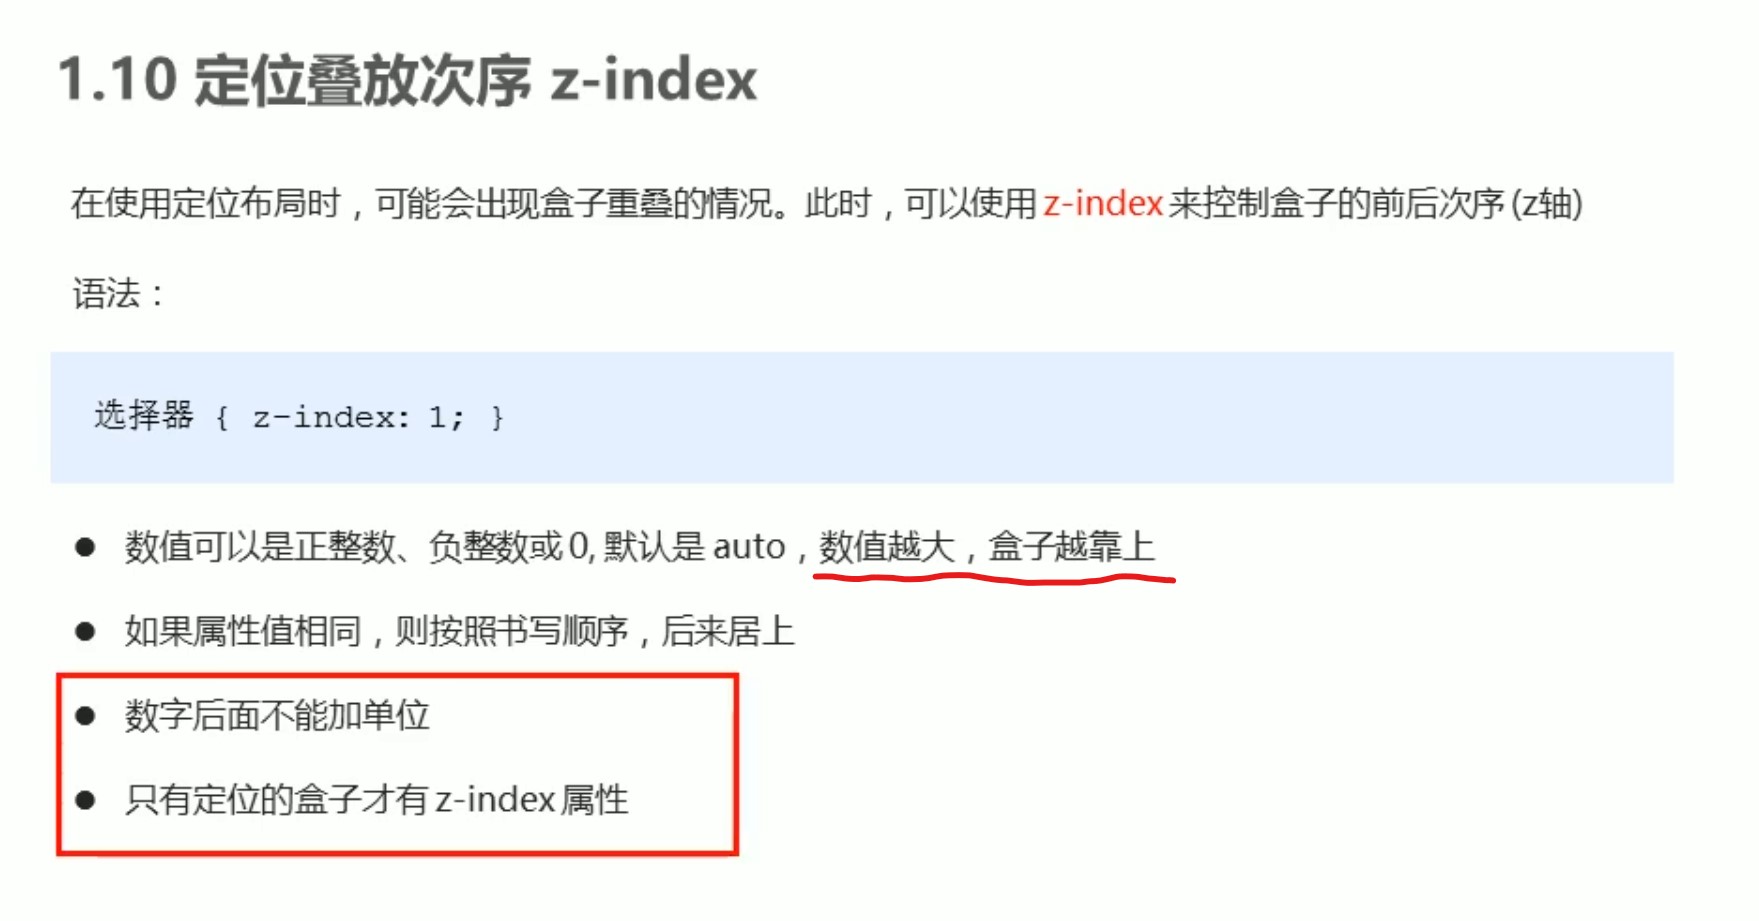 1.10 定位叠放次序 z-index
在使用定位布局时，可能会出现盒子重叠的情况。此时，可以使用 z-index 来控制盒子的前后次序 (z轴)
语法：
选择器 { z-index: 1; }
● 数值可以是正整数、负整数或 0, 默认是 auto，数值越大，盒子越靠上
● 如果属性值相同，则按照书写顺序，后来居上
● 数字后面不能加单位
● 只有定位的盒子才有 z-index 属性